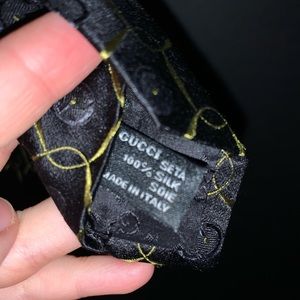 GUCCI SETA
100% SILK
SOIE
MADE IN ITALY